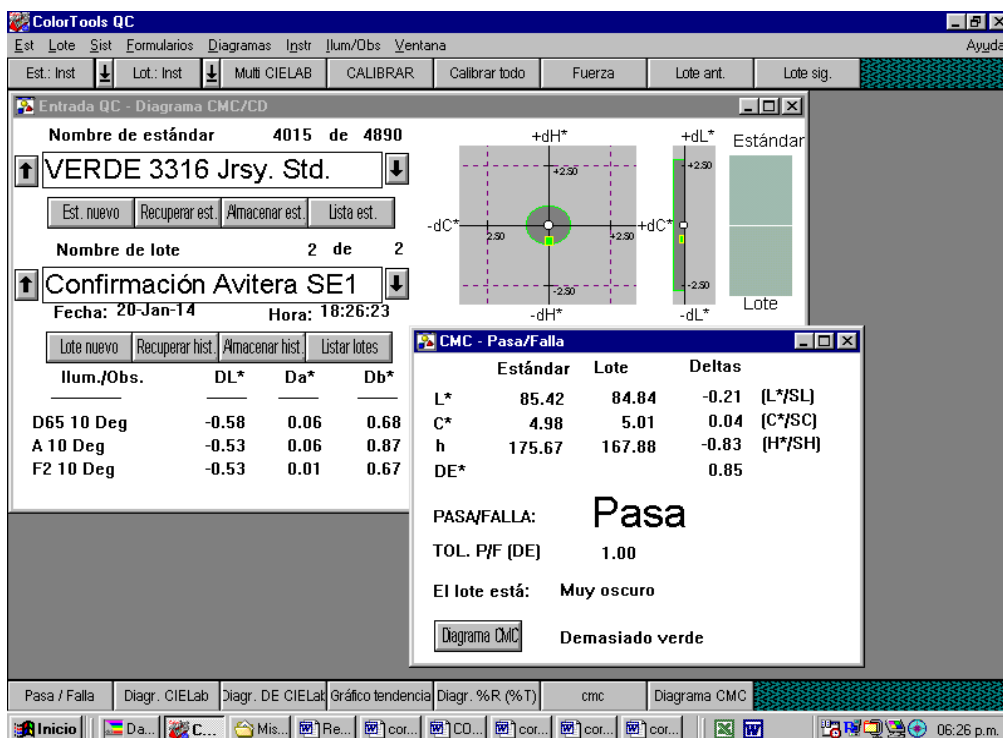 ColorTools QC
Est Lote Sist Formularios Diagramas Instr Ilum/Obs Ventana Ayuda
Est.: Inst Lot.: Inst Multi CIELAB CALIBRAR Calibrar todo Fuerza Lote ant. Lote sig.
Entrada QC - Diagrama CMC/CD
Nombre de estándar 4015 de 4890
VERDE 3316 Jrsy. Std.
Est. nuevo Recuperar est. Almacenar est. Lista est.
Nombre de lote 2 de 2
Confirmación Avitera SE1
Fecha: 20-Jan-14 Hora: 18:26:23
Lote nuevo Recuperar hist. Almacenar hist. Listar lotes
Ilum./Obs. DL* Da* Db*
D65 10 Deg -0.58 0.06 0.68
A 10 Deg -0.53 0.06 0.87
F2 10 Deg -0.53 0.01 0.67
+dH*
+2.50
-dC* 2.50 +2.50 +dC*
-2.50
-dH*
+dL*
+2.50
-2.50
-dL*
Estándar
Lote
CMC - Pasa/Falla
Estándar Lote Deltas
L* 85.42 84.84 -0.21 (L*/SL)
C* 4.98 5.01 0.04 (C*/SC)
h 175.67 167.88 -0.83 (H*/SH)
DE* 0.85
PASA/FALLA: Pasa
TOL. P/F (DE) 1.00
El lote está: Muy oscuro
Diagrama CMC Demasiado verde
Pasa / Falla Diagr. CIELab Diagr. DE CIELab Gráfico tendencia Diagr. %R (%T) cmc Diagrama CMC
Inicio Da... C... Mis... Re... cor... CO... cor... cor... cor... cor... 06:26 p.m.